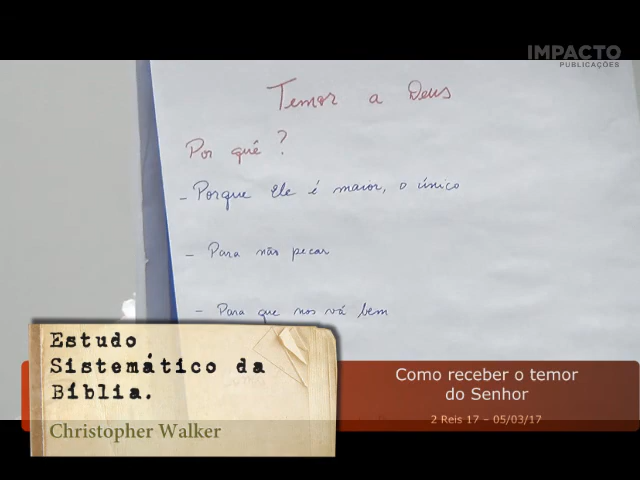 IMPACTO
PUBLICAÇÕES
Temor a Deus
Por quê?
- Porque Ele é maior, o único
- Para não pecar
- Para que nos vá bem
Estudo
Sistemático da
Bíblia.
Christopher Walker
Como receber o temor
do Senhor
2 Reis 17 – 05/03/17